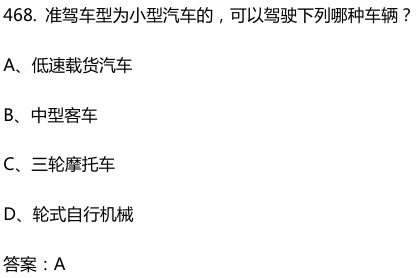 468. 准驾车型为小型汽车的，可以驾驶下列哪种车辆？
A、低速载货汽车
B、中型客车
C、三轮摩托车
D、轮式自行机械
答案：A